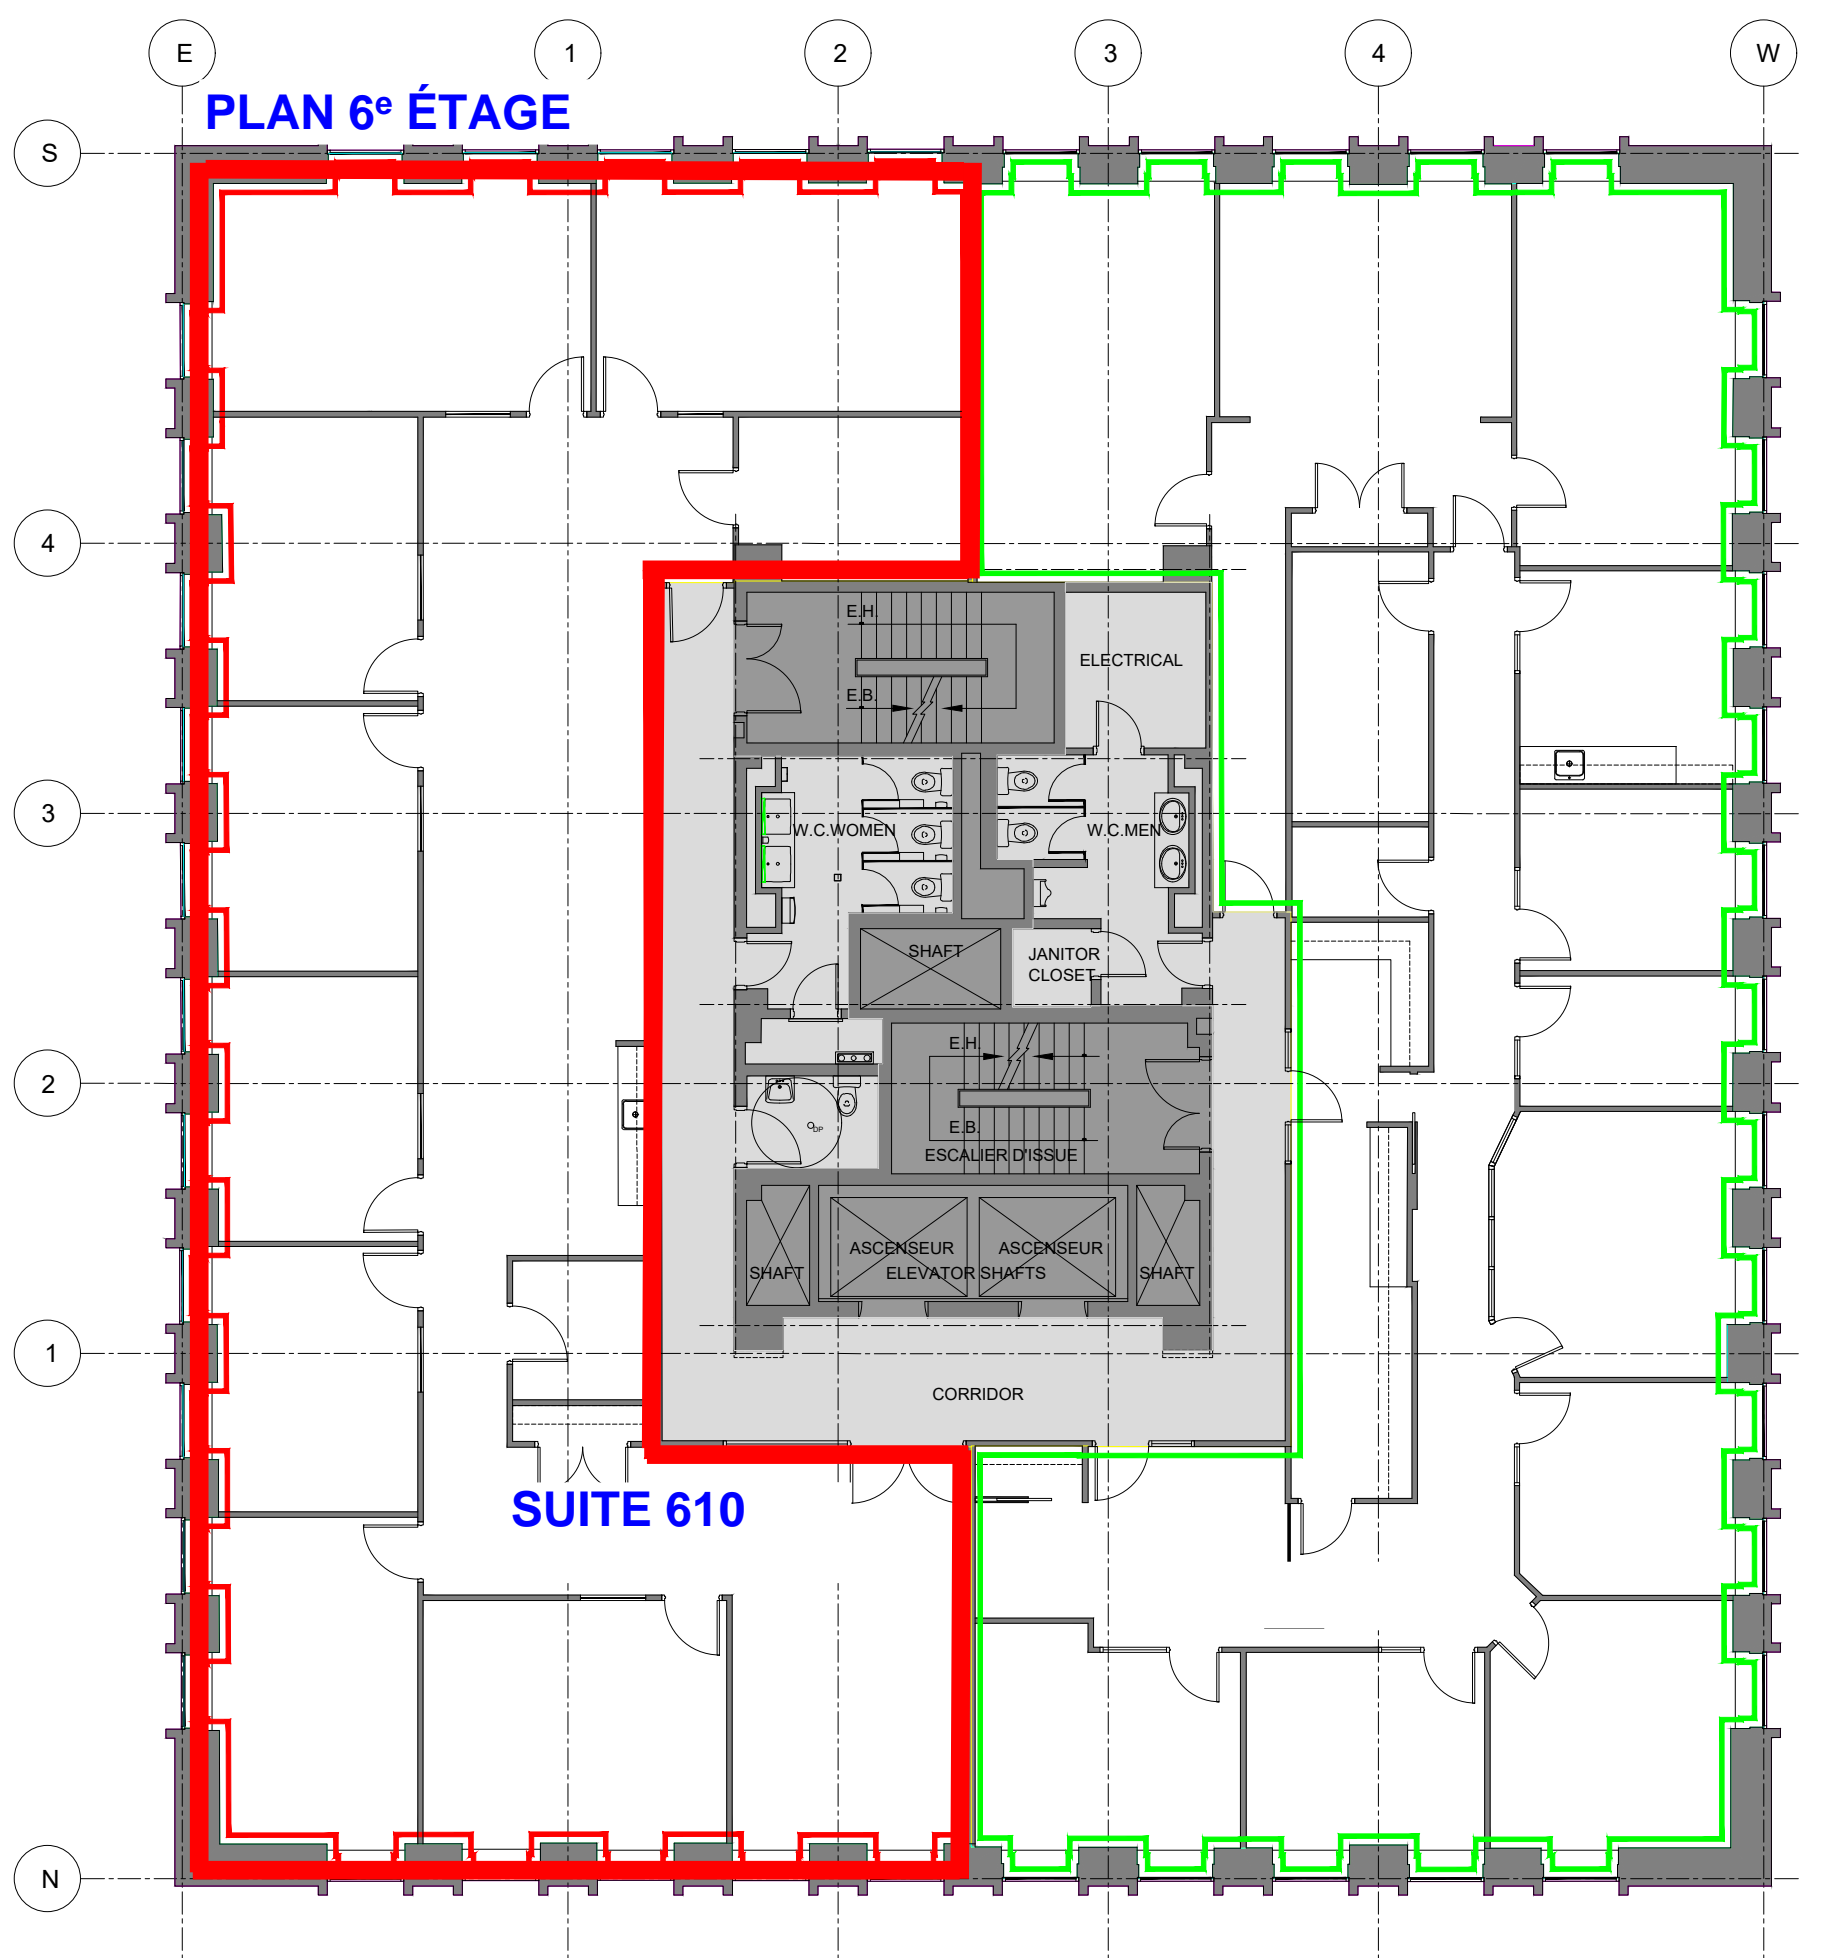 E 1 2 3 4 W
PLAN 6e ÉTAGE
S
4
E.H.
ELECTRICAL
E.B.
3
W.C.WOMEN
W.C.MEN
SHAFT
JANITOR
CLOSET
E.H.
2
DP
E.B.
ESCALIER D'ISSUE
ASCENSEUR ASCENSEUR
SHAFT ELEVATOR SHAFTS SHAFT
1
CORRIDOR
SUITE 610
N